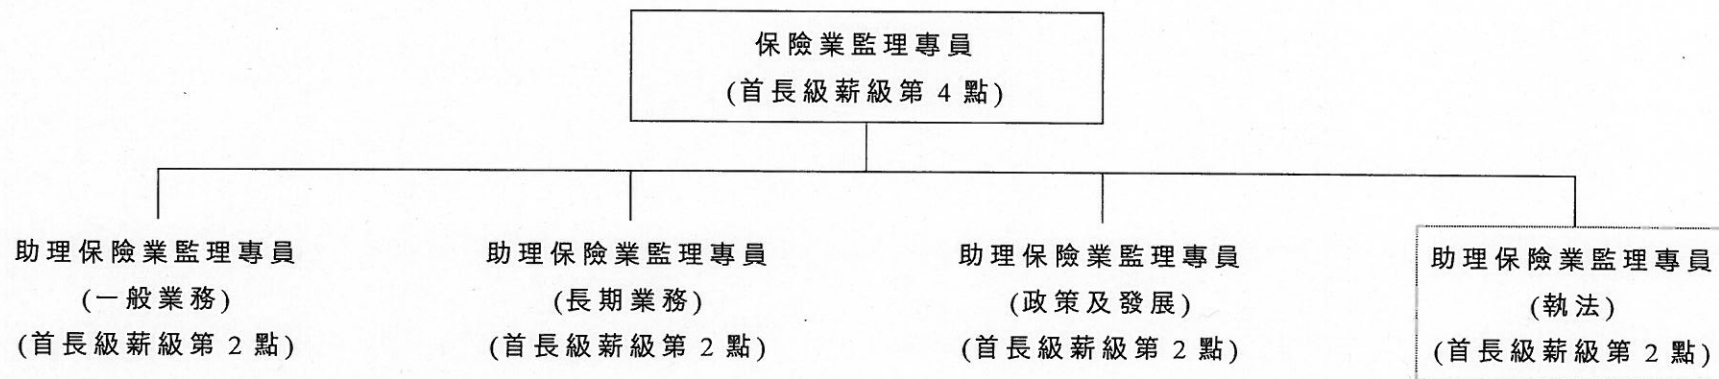 保險業監理專員
(首長級薪級第 4 點)
助理保險業監理專員
(一般業務)
(首長級薪級第 2 點)
助理保險業監理專員
(長期業務)
(首長級薪級第 2 點)
助理保險業監理專員
(政策及發展)
(首長級薪級第 2 點)
助理保險業監理專員
(執法)
(首長級薪級第 2 點)